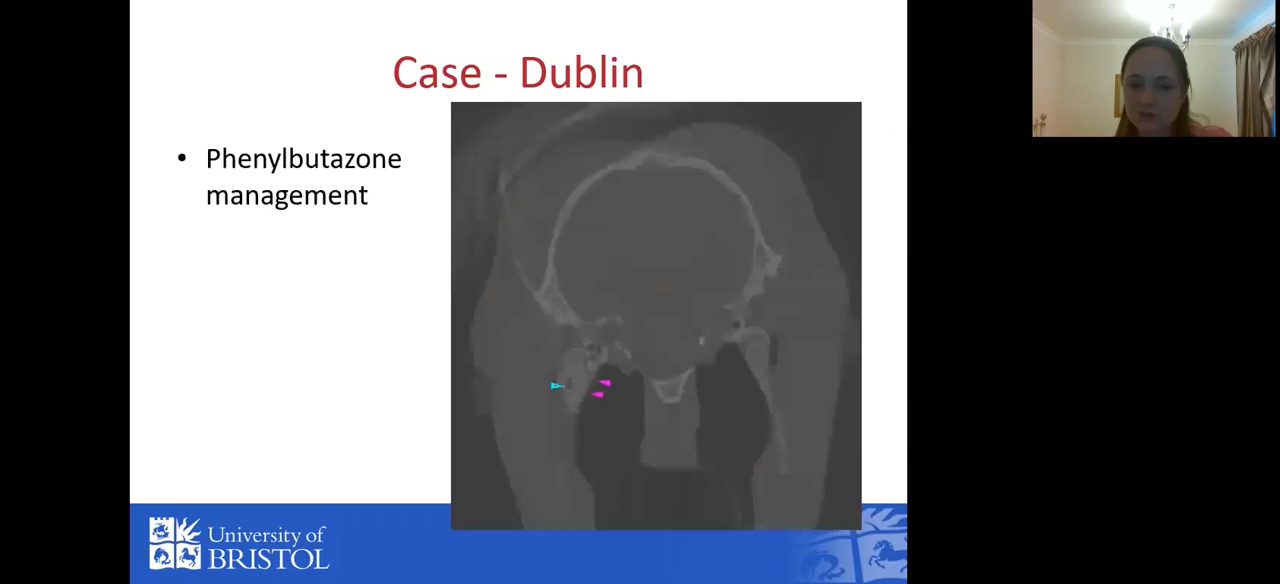 Case - Dublin
• Phenylbutazone
management
University of
BRISTOL